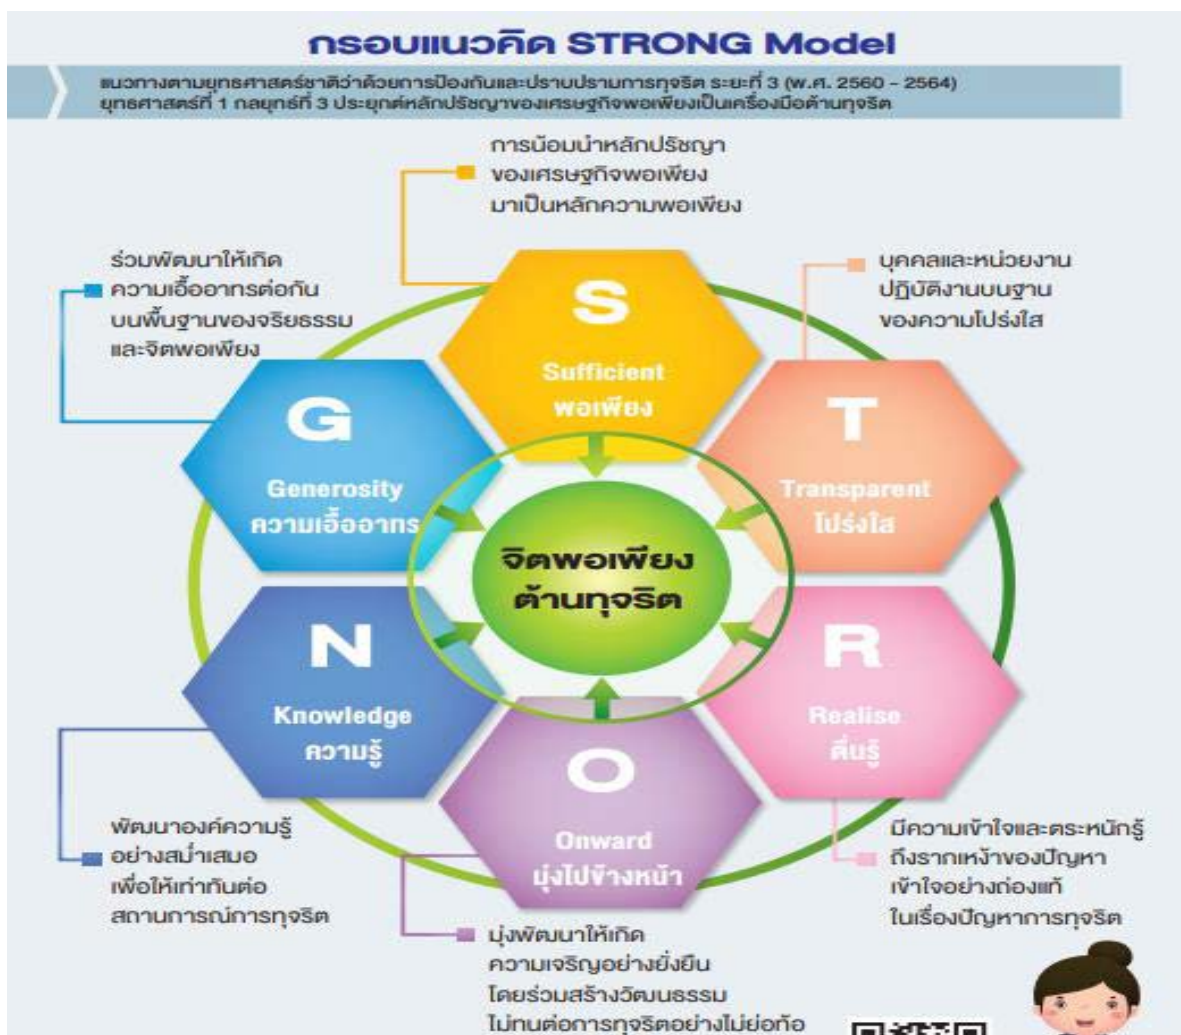 กรอบแนวคิด STRONG Model
แนวทางตามยุทธศาสตร์ชาติว่าด้วยการป้องกันและปราบปรามการทุจริต ระยะที่ 3 (พ.ศ. 2560 - 2564)
ยุทธศาสตร์ที่ 1 กลยุทธ์ที่ 3 ประยุกต์หลักปรัชญาของเศรษฐกิจพอเพียงเป็นเครื่องมือต้านทุจริต
การน้อมนำหลักปรัชญา
ของเศรษฐกิจพอเพียง
มาเป็นหลักความพอเพียง
S
Sufficient
พอเพียง
บุคคลและหน่วยงาน
ปฏิบัติงานบนฐาน
ของความโปร่งใส
T
Transparent
โปร่งใส
มีความเข้าใจและตระหนักรู้
ถึงรากเหง้าของปัญหา
เข้าใจอย่างถ่องแท้
ในเรื่องปัญหาการทุจริต
R
Realise
ตื่นรู้
O
Onward
มุ่งไปข้างหน้า
มุ่งพัฒนาให้เกิด
ความเจริญอย่างยั่งยืน
โดยร่วมสร้างวัฒนธรรม
ไม่ทนต่อการทุจริตอย่างไม่ย่อท้อ
N
Knowledge
ความรู้
พัฒนาองค์ความรู้
อย่างสม่ำเสมอ
เพื่อให้เท่าทันต่อ
สถานการณ์การทุจริต
G
Generosity
ความเอื้ออาทร
ร่วมพัฒนาให้เกิด
ความเอื้ออาทรต่อกัน
บนพื้นฐานของจริยธรรม
และจิตพอเพียง
จิตพอเพียง
ต้านทุจริต